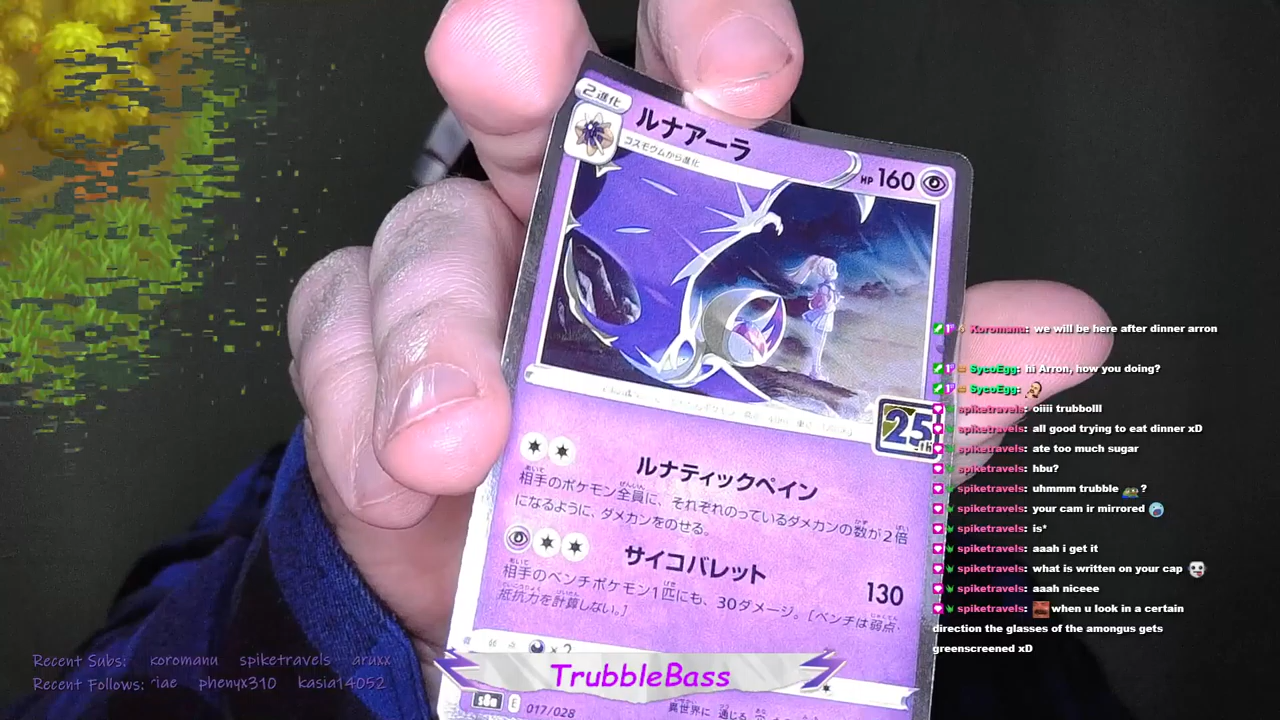 2進化
ルナアーラ
コスモウムから進化
HP 160
25th
ルナティックペイン
相手のポケモン全員に、それぞれのっているダメカンの数が2倍
になるように、ダメカンをのせる。
サイコバレット 130
相手のベンチポケモン1匹にも、30ダメージ。[ベンチは弱点・
抵抗力を計算しない。]
弱点
×2
s8a E 017/028
異世界に 通じる
Koromanu: we will be here after dinner arron
SycoEgg: hi Arron, how you doing?
SycoEgg:
spiketravels: oiiii trubbolll
spiketravels: all good trying to eat dinner xD
spiketravels: ate too much sugar
spiketravels: hbu?
spiketravels: uhmmm trubble ?
spiketravels: your cam ir mirrored
spiketravels: is*
spiketravels: aaah i get it
spiketravels: what is written on your cap
spiketravels: aaah niceee
spiketravels: when u look in a certain
direction the glasses of the amongus gets
greenscreened xD
Recent Subs: koromanu spiketravels aruxx
Recent Follows: iae phenyx310 kasia14052
TrubbleBass